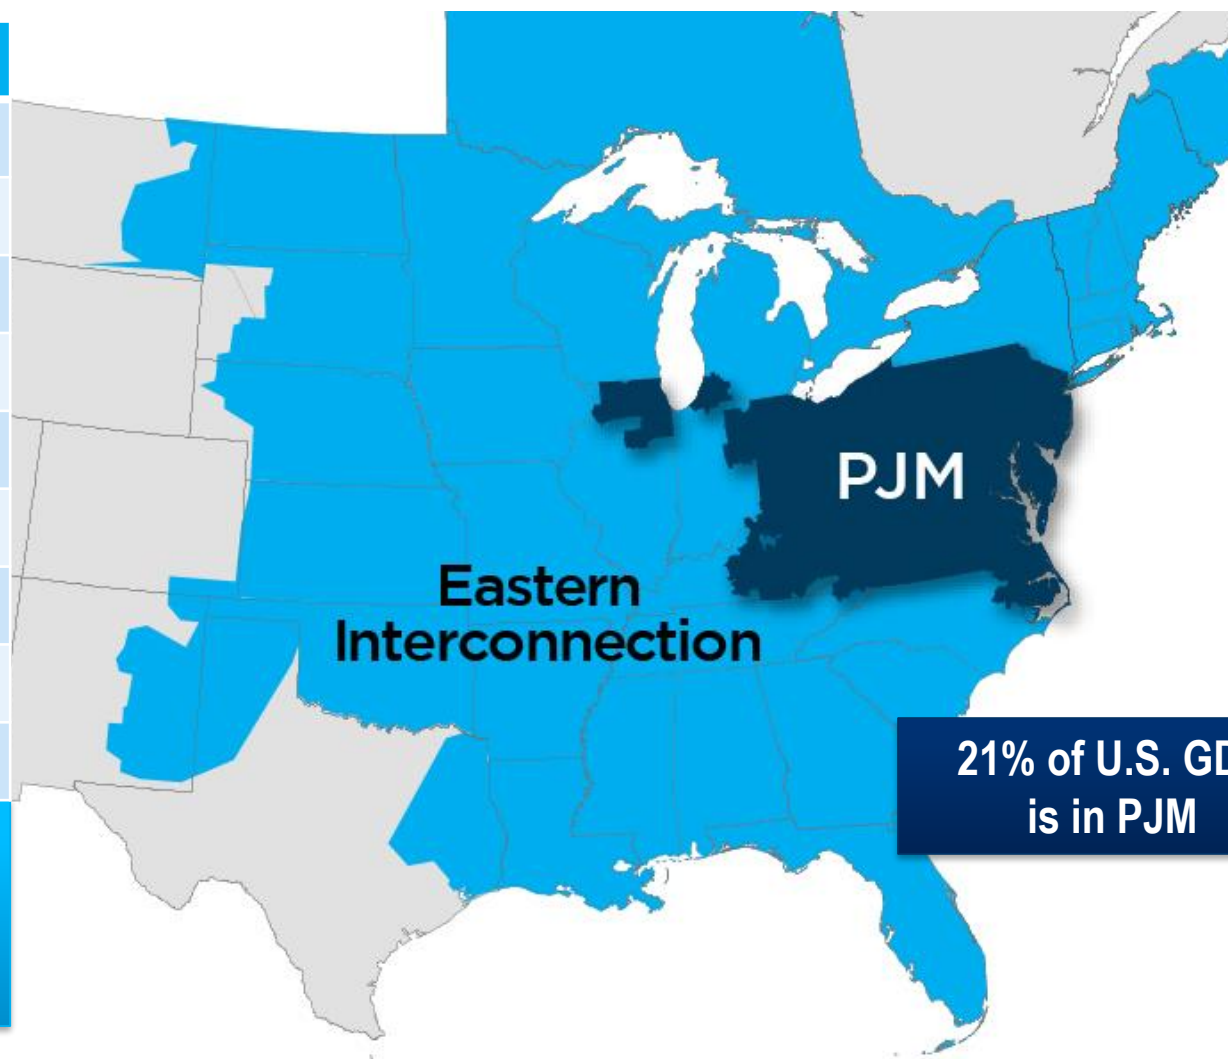 PJM
Eastern
Interconnection
21% of U.S. GD
is in PJM